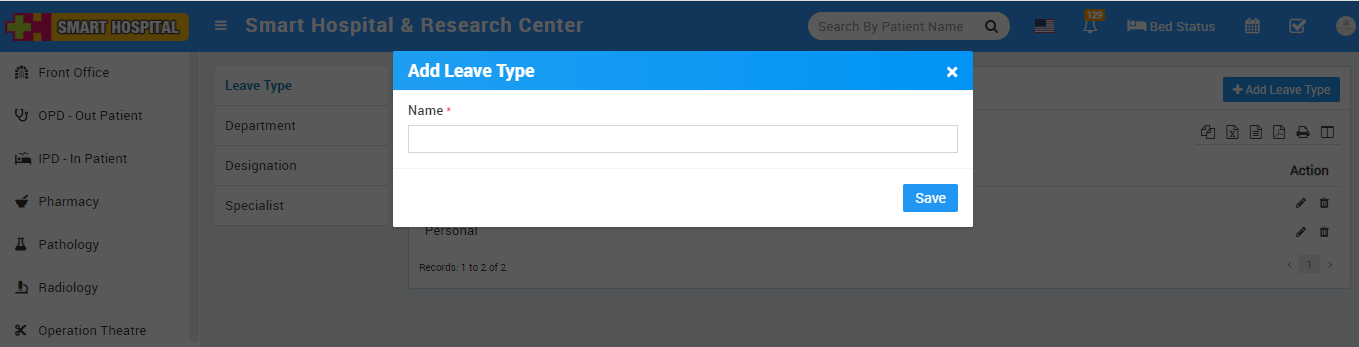 SMART HOSPITAL
Smart Hospital & Research Center
Search By Patient Name
129
Bed Status
Front Office
OPD - Out Patient
IPD - In Patient
Pharmacy
Pathology
Radiology
Operation Theatre
Leave Type
Department
Designation
Specialist
Add Leave Type
×
Name *
Save
+ Add Leave Type
Action
Personal
Records: 1 to 2 of 2
‹ 1 ›